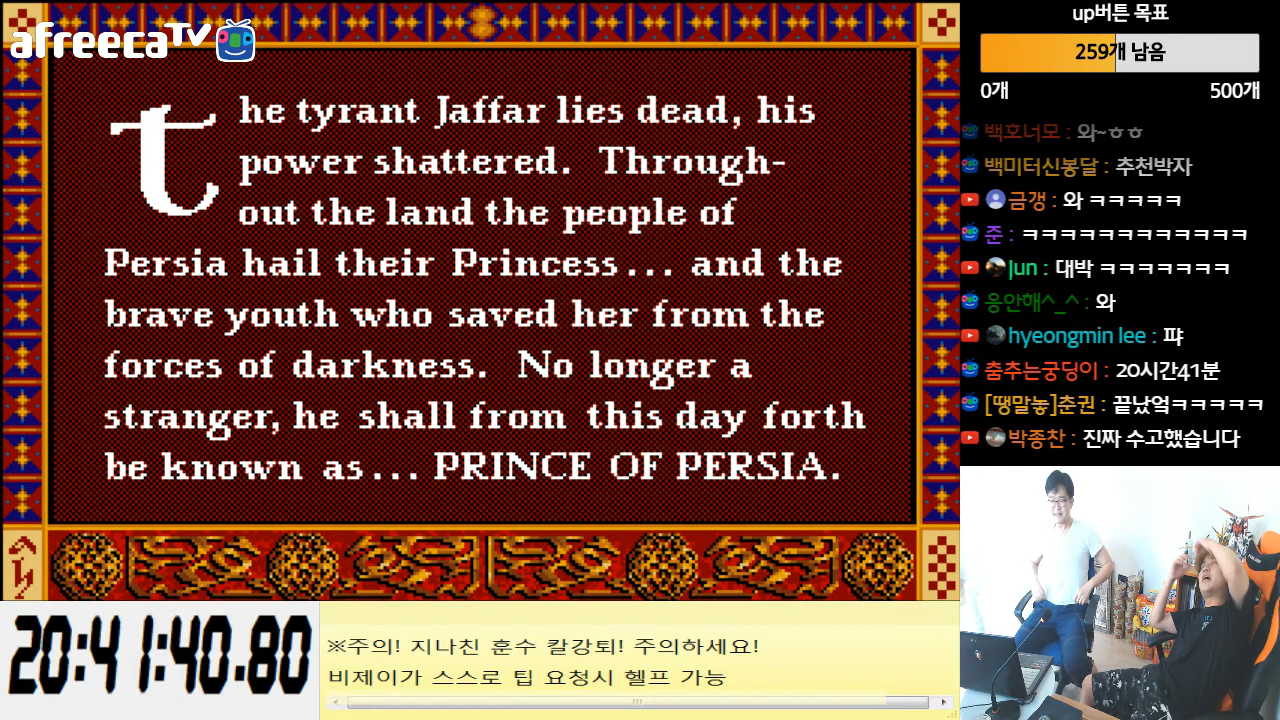 afreecaTV
the tyrant Jaffar lies dead, his
power shattered.  Through-
out the land the people of
Persia hail their Princess... and the
brave youth who saved her from the
forces of darkness.  No longer a
stranger, he shall from this day forth
be known as... PRINCE OF PERSIA.
20:41:40.80
※주의! 지나친 훈수 칼강퇴! 주의하세요!
비제이가 스스로 팁 요청시 헬프 가능
up버튼 목표
259개 남음
0개 500개
백호너모 : 와~ㅎㅎ
백미터신봉달 : 추천박자
금갱 : 와 ㅋㅋㅋㅋㅋ
준 : ㅋㅋㅋㅋㅋㅋㅋㅋㅋㅋㅋㅋ
Jun : 대박 ㅋㅋㅋㅋㅋㅋㅋ
응안해^_^ : 와
hyeongmin lee : 퍄
춤추는궁딩이 : 20시간41분
[땡말놓]춘권 : 끝났엌ㅋㅋㅋㅋㅋ
박종찬 : 진짜 수고했습니다